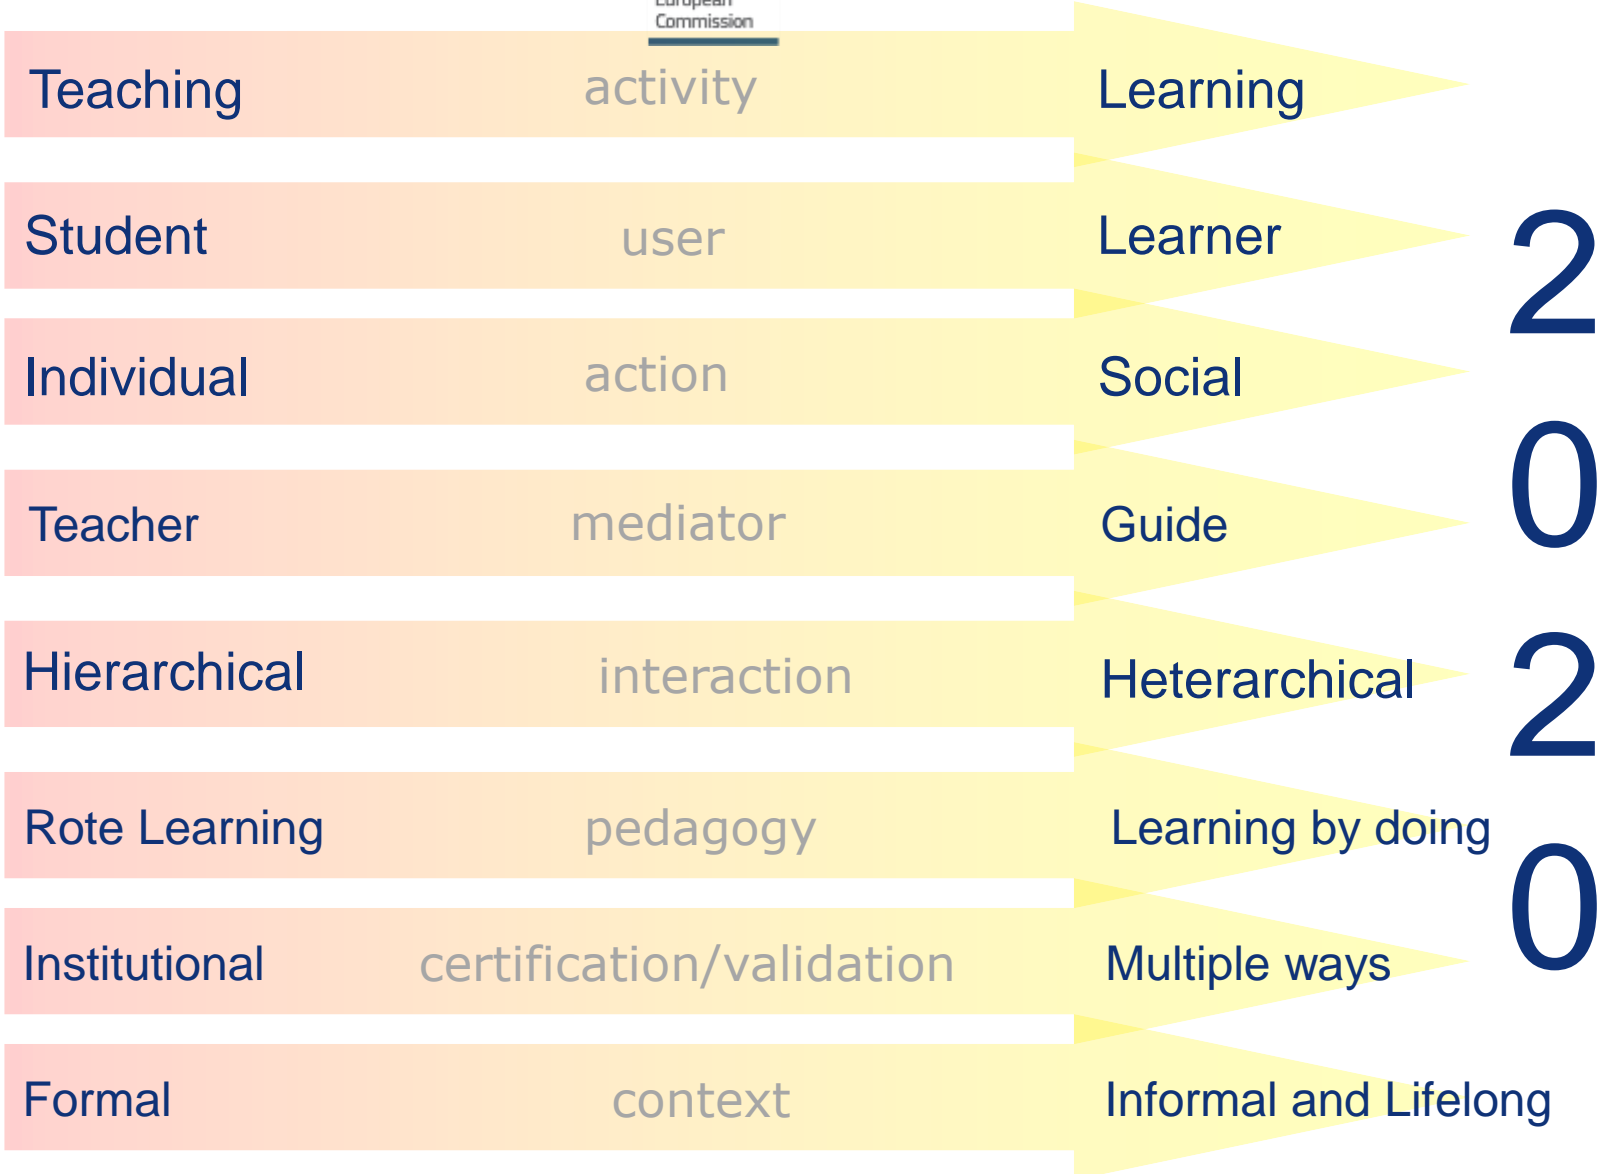 European
Commission
Teaching activity Learning
Student user Learner
Individual action Social
Teacher mediator Guide
Hierarchical interaction Heterarchical
Rote Learning pedagogy Learning by doing
Institutional certification/validation Multiple ways
Formal context Informal and Lifelong
2
0
2
0